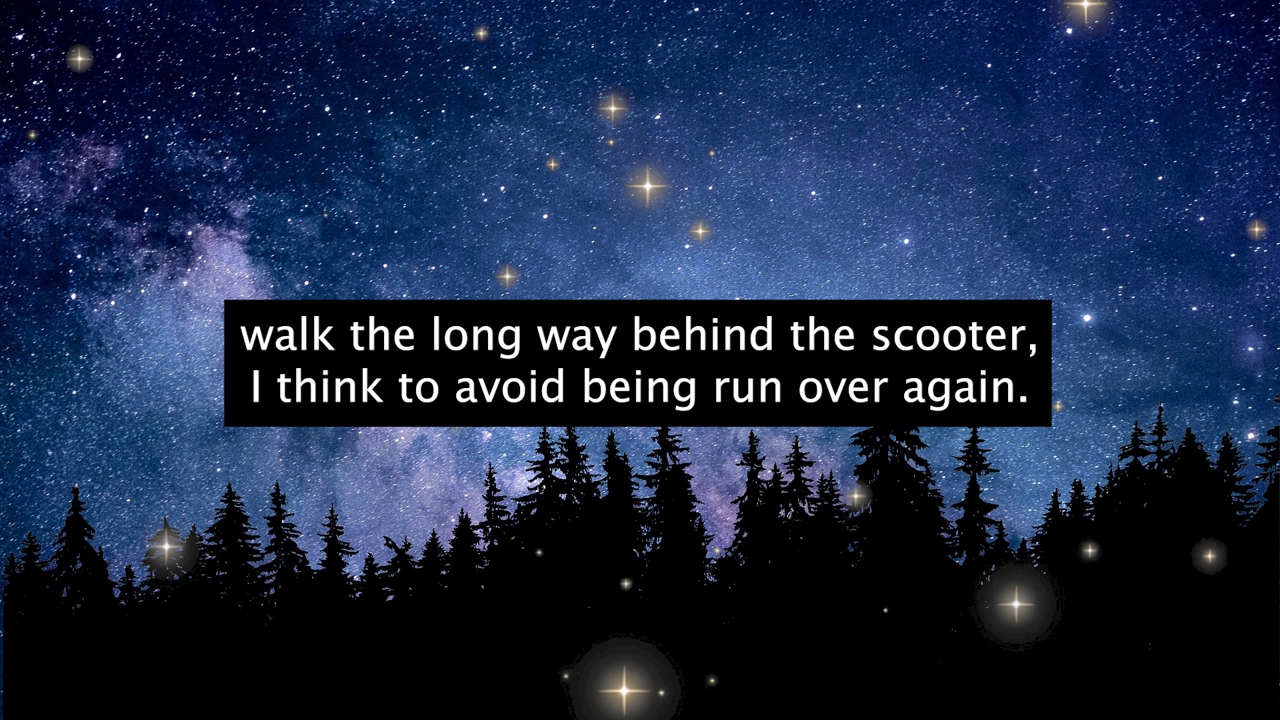 walk the long way behind the scooter,
I think to avoid being run over again.